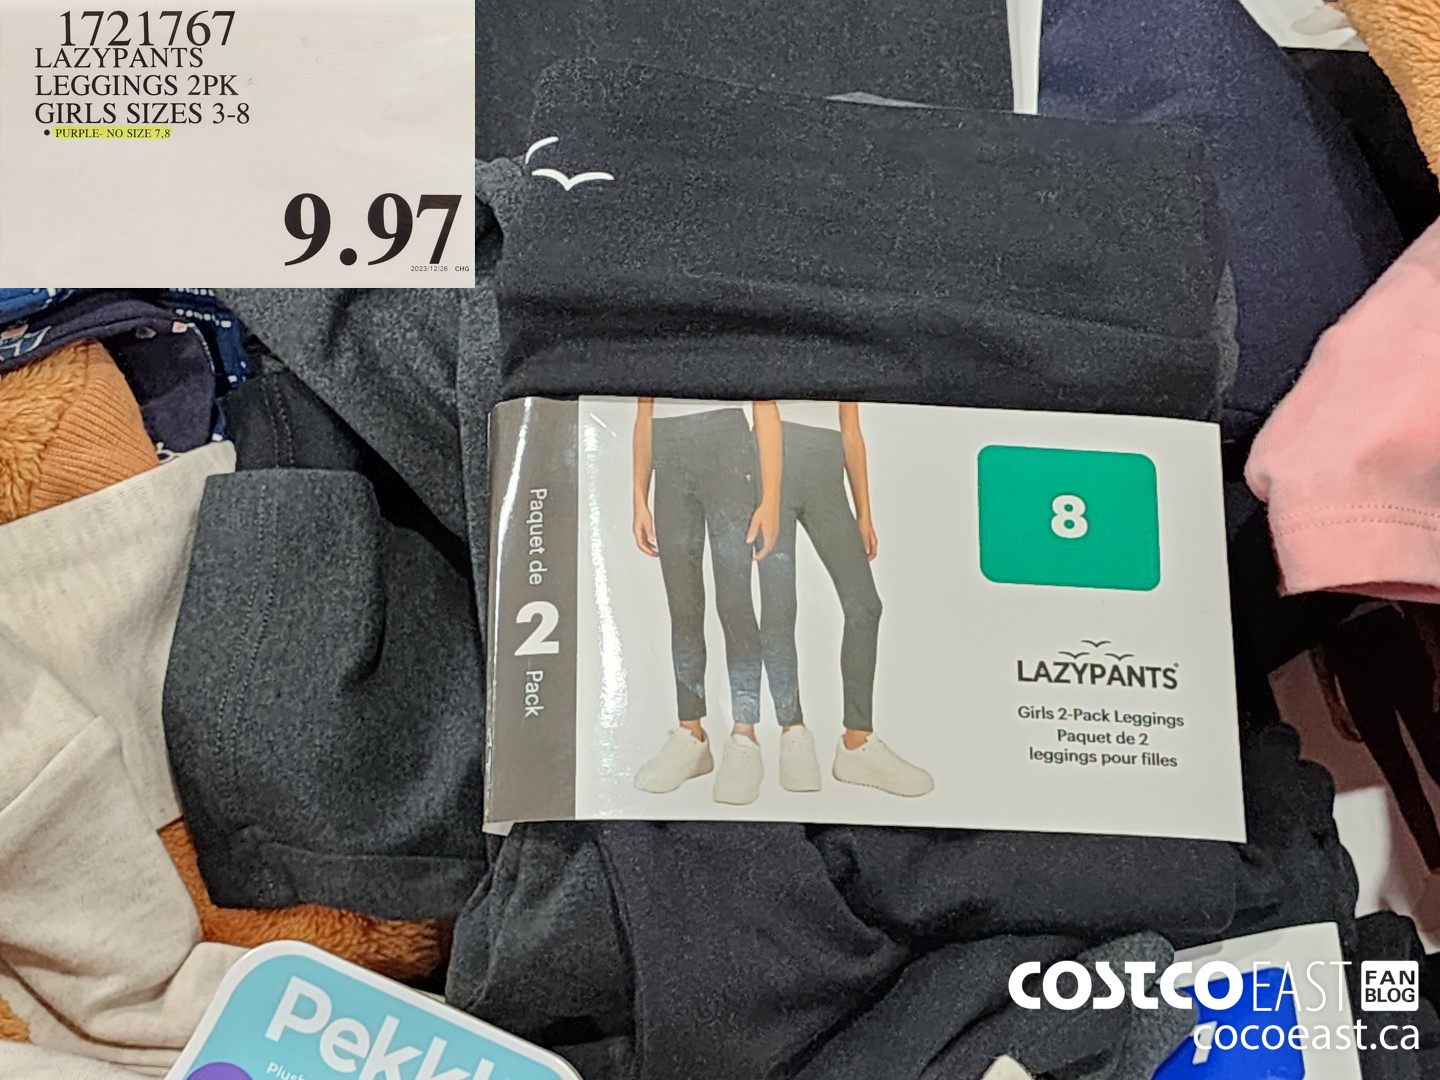 1721767
LAZYPANTS
LEGGINGS 2PK
GIRLS SIZES 3-8
• PURPLE- NO SIZE 7,8
9.97
2023/12/26 CHG
Paquet de
2
Pack
8
LAZYPANTS
Girls 2-Pack Leggings
Paquet de 2
leggings pour filles
COSTCO EAST FAN BLOG
cocoeast.ca